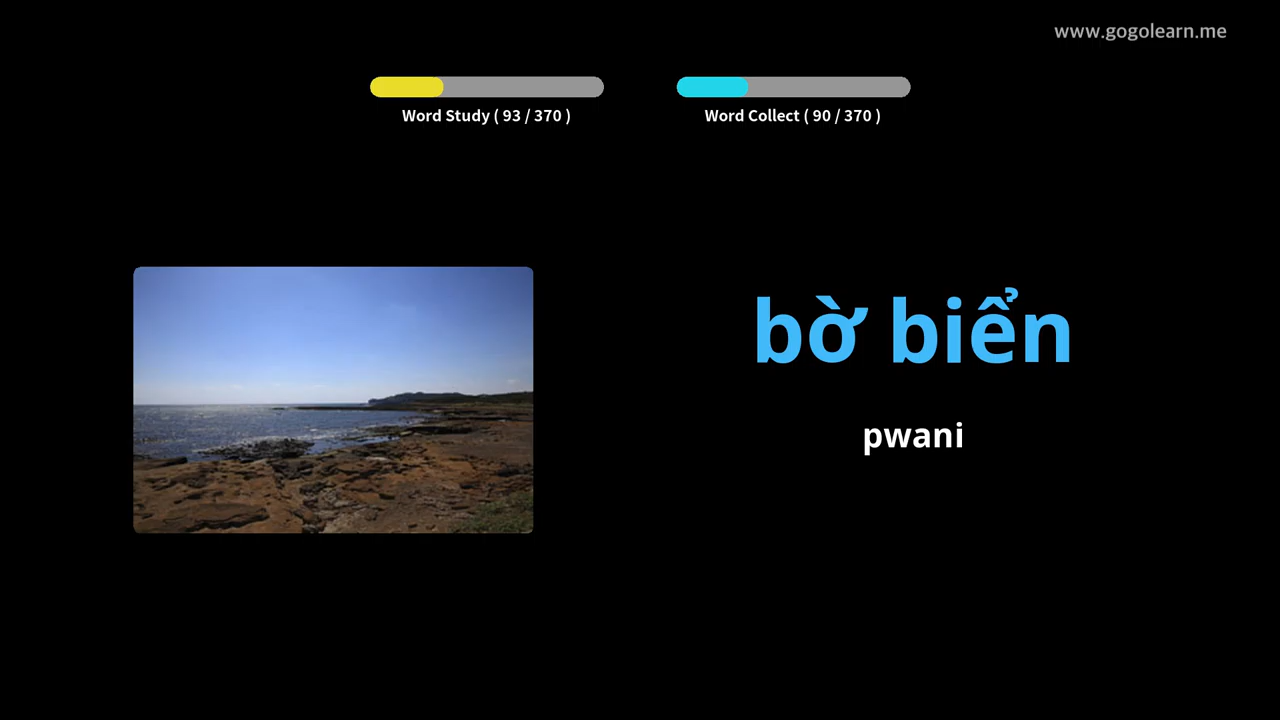 www.gogolearn.me
Word Study ( 93 / 370 )
Word Collect ( 90 / 370 )
bờ biển
pwani